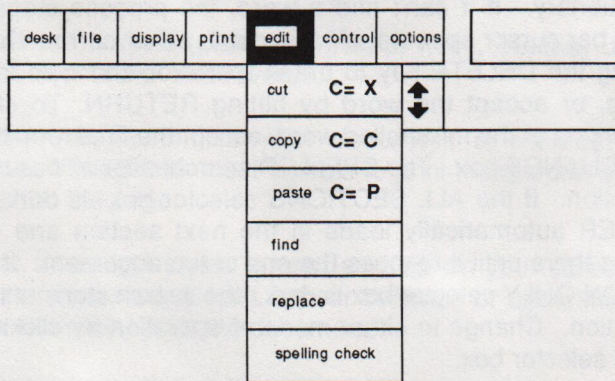 desk file display print edit control options
cut C= X
copy C= C
paste C= P
find
replace
spelling check